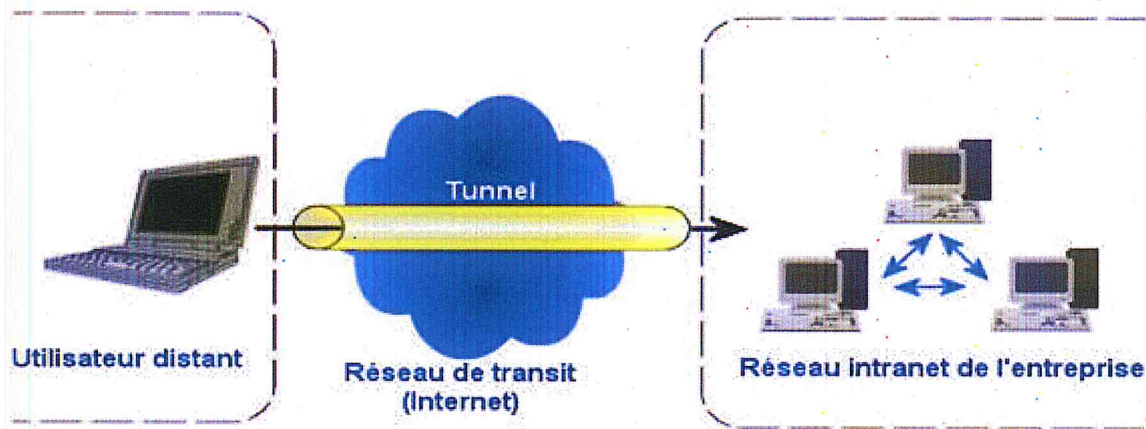 Tunnel
Utilisateur distant
Réseau de transit
(Internet)
Réseau intranet de l'entreprise